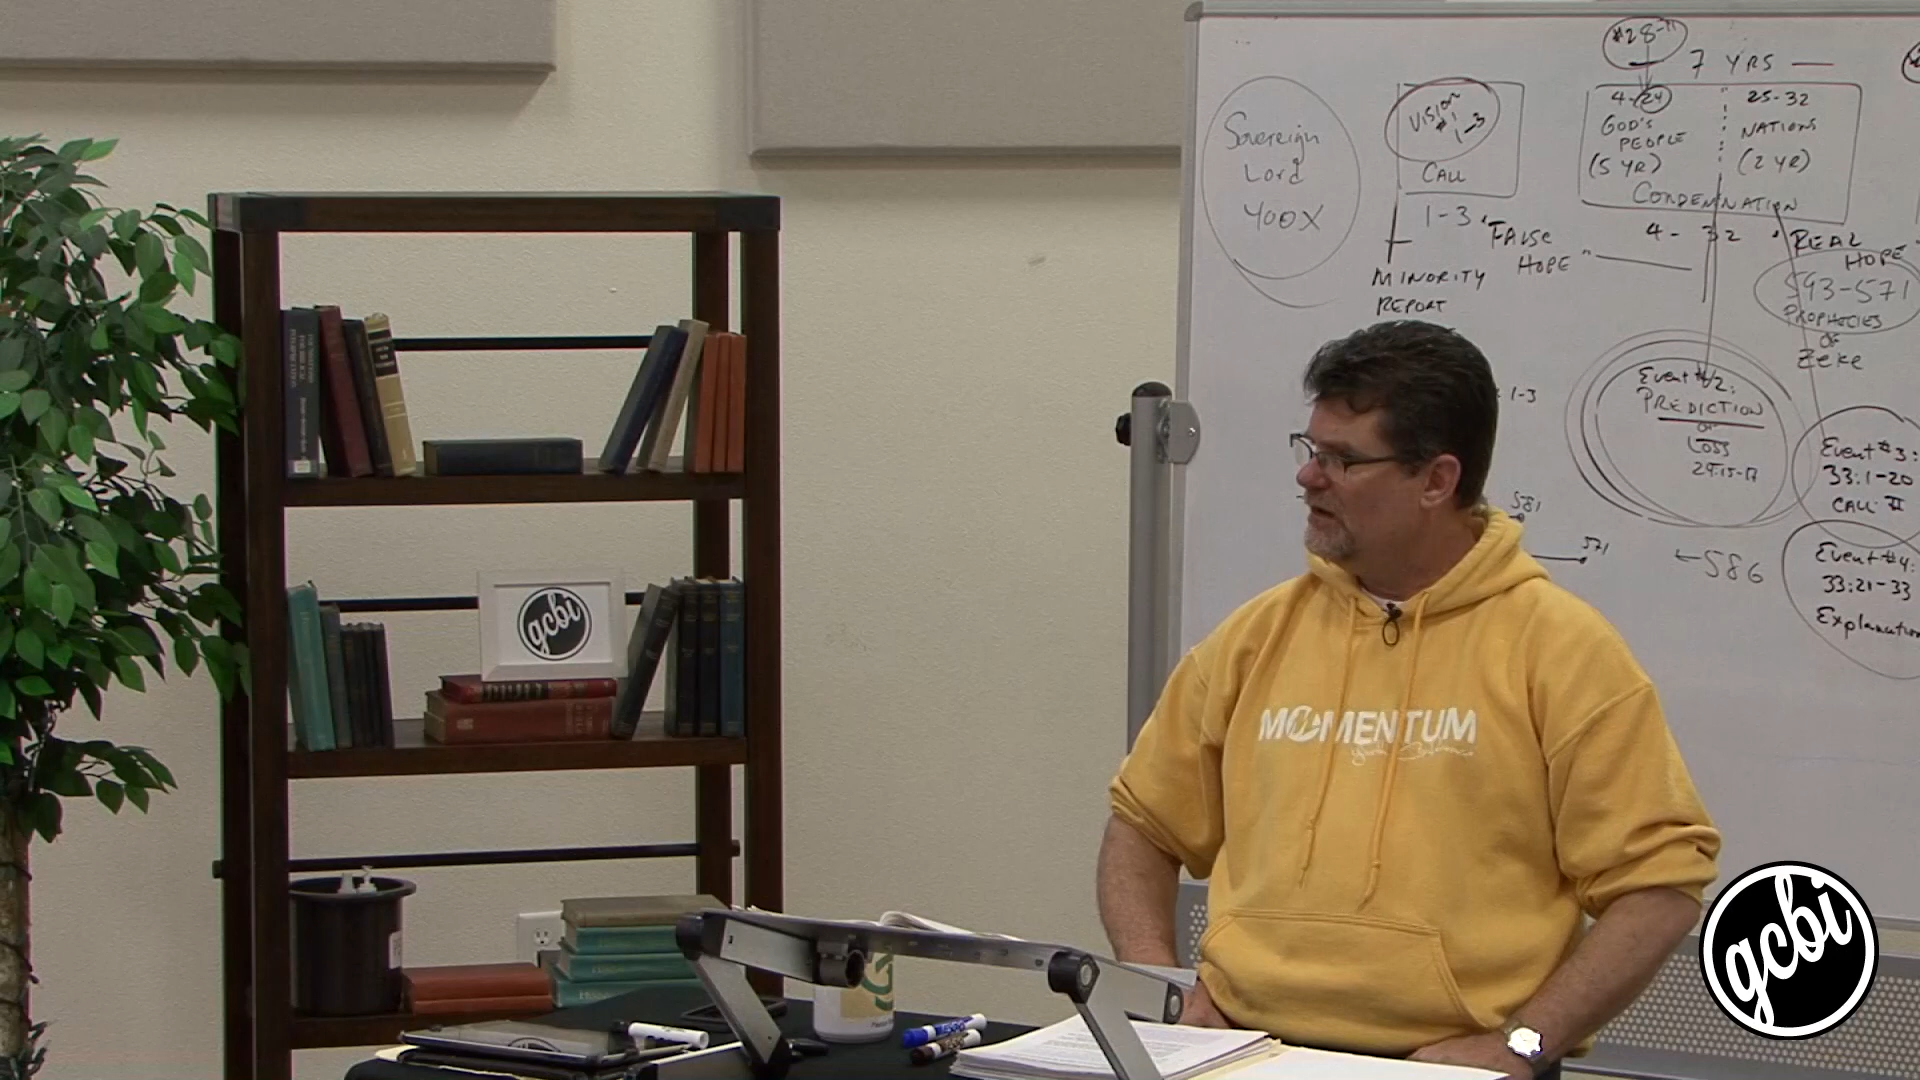 #28-
7 YRS
Sovereign
Lord
400X
VISION
#1
1-3
CALL
1-3
MINORITY
REPORT
"FALSE
HOPE"
4-24
GOD'S
PEOPLE
(5 YR)
25-32
NATIONS
(2 YR)
CONDEMNATION
4-32
"REAL
HOPE
593-571
PROPHECIES
OF
ZEKE
1-3
Event #2:
PREDICTION
OF
LOSS
24:15-17
Event #3:
33:1-20
CALL II
Event #4:
33:21-33
Explanation
581
571
←586
gcbi
MOMENTUM
gcbi